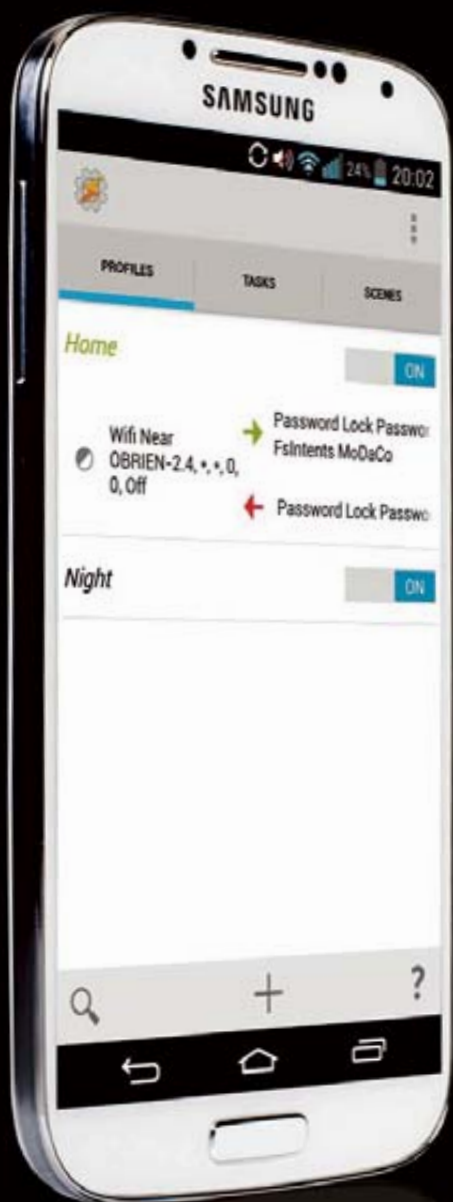 SAMSUNG
24% 20:02
PROFILES TASKS SCENES
Home ON
Wifi Near
OBRIEN-2.4, *, *, 0,
0, Off
Password Lock Passwo
FsIntents MoDaCo
Password Lock Passwo
Night ON
?